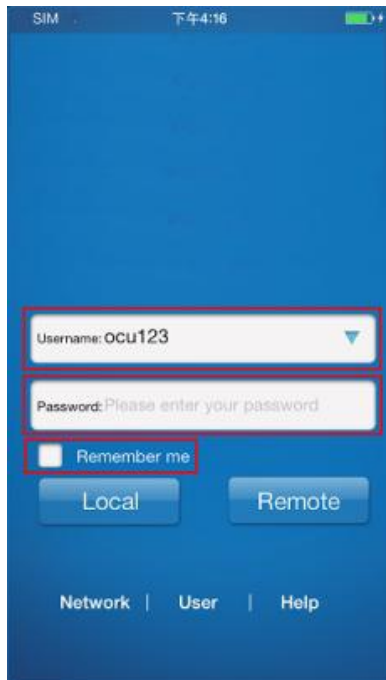 SIM 下午4:16
Username: ocu123
Password: Please enter your password
Remember me
Local Remote
Network | User | Help